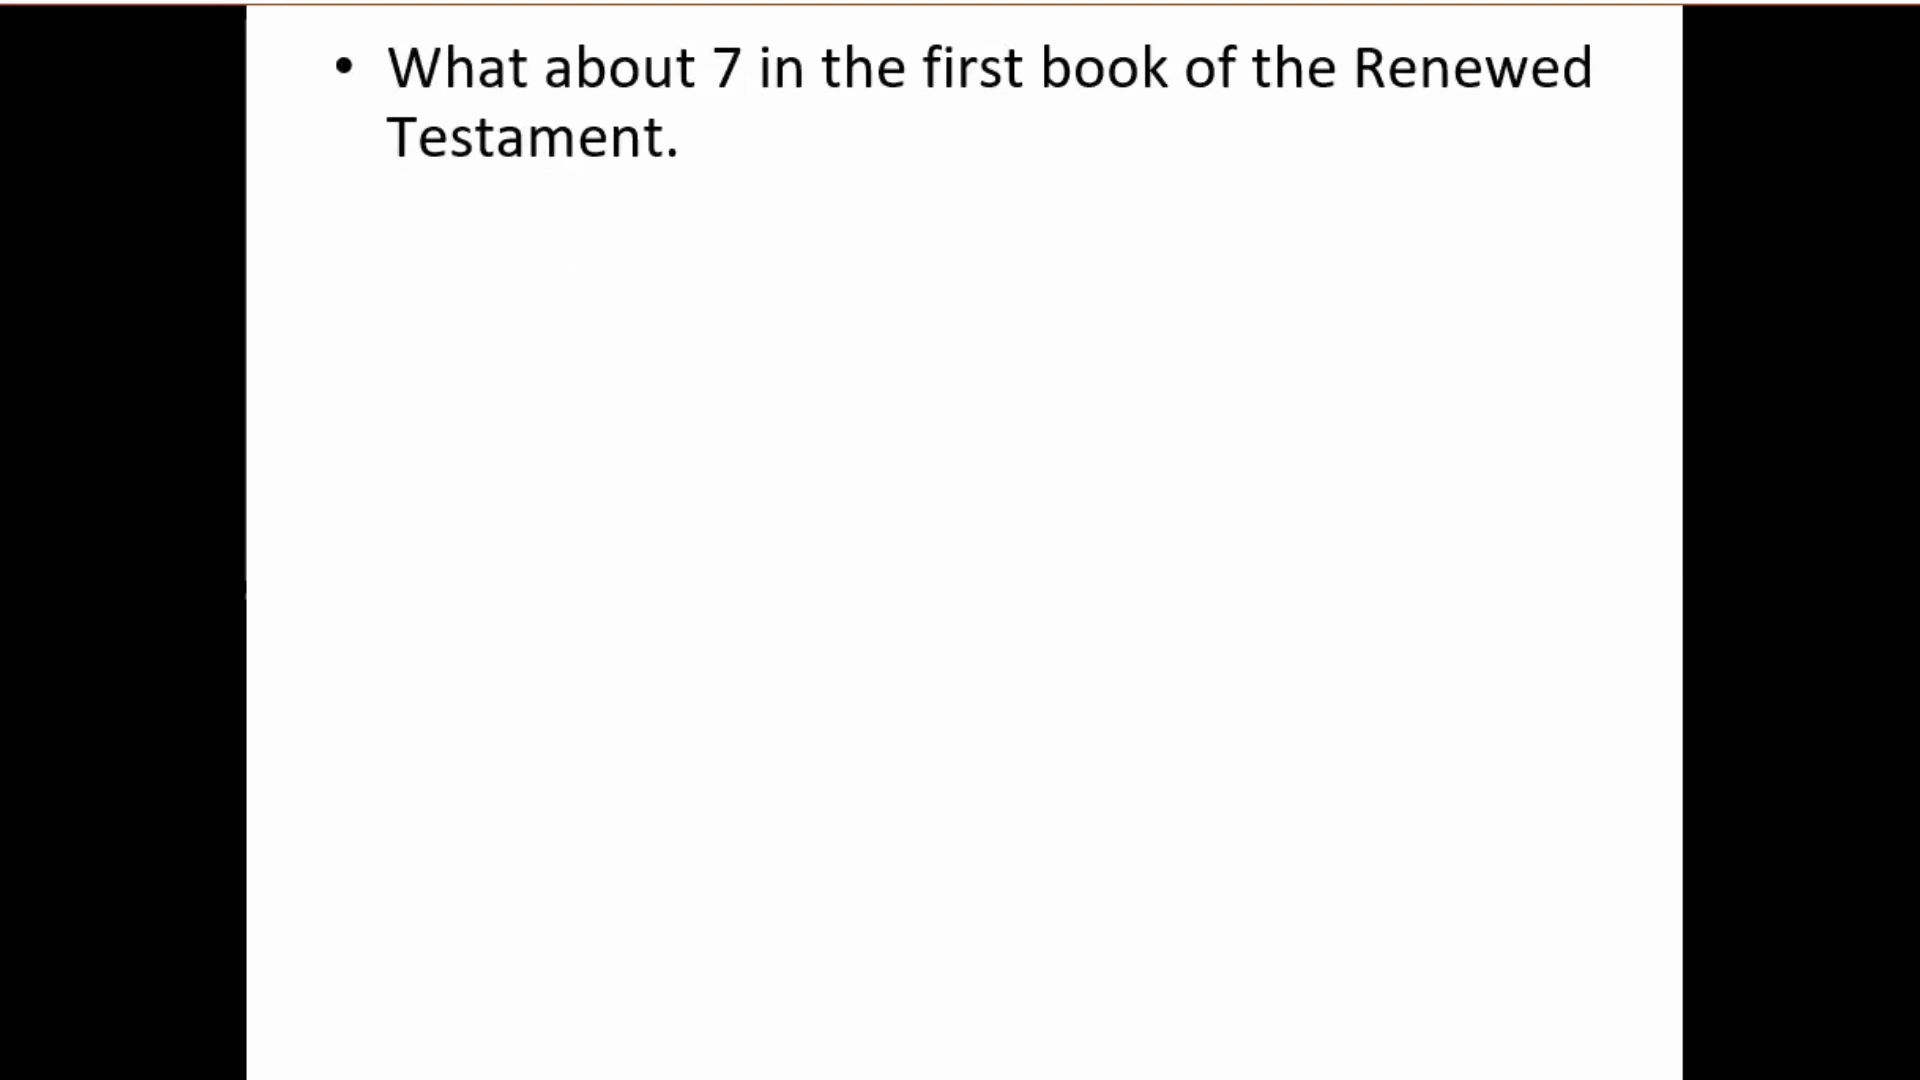 • What about 7 in the first book of the Renewed
Testament.